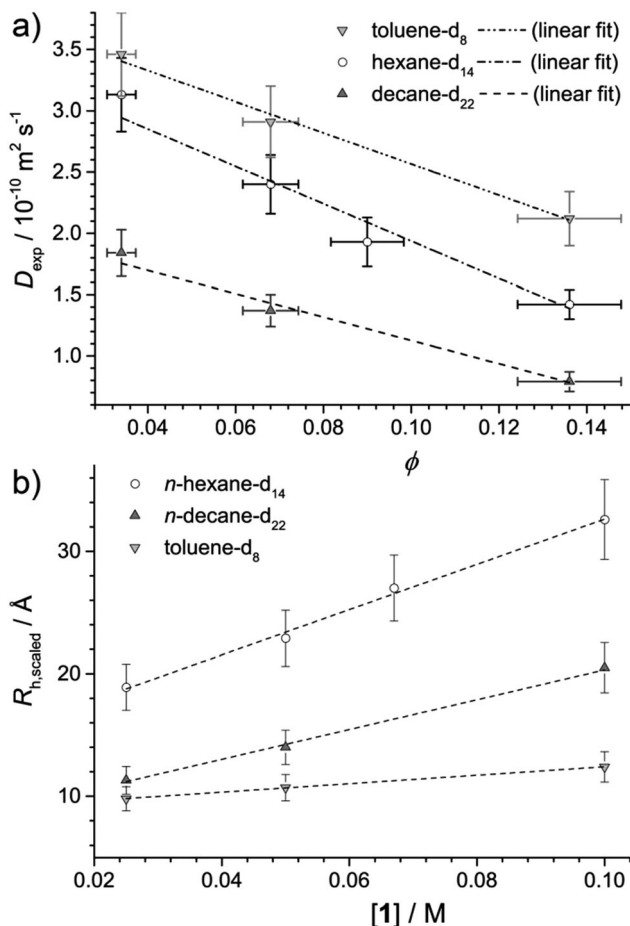 a)
toluene-d8 (linear fit)
hexane-d14 (linear fit)
decane-d22 (linear fit)
3.5
3.0
2.5
2.0
1.5
1.0
Dexp / 10-10 m2 s-1
0.04 0.06 0.08 0.10 0.12 0.14
ϕ
b)
n-hexane-d14
n-decane-d22
toluene-d8
30
20
10
Rh,scaled / Å
0.02 0.04 0.06 0.08 0.10
[1] / M